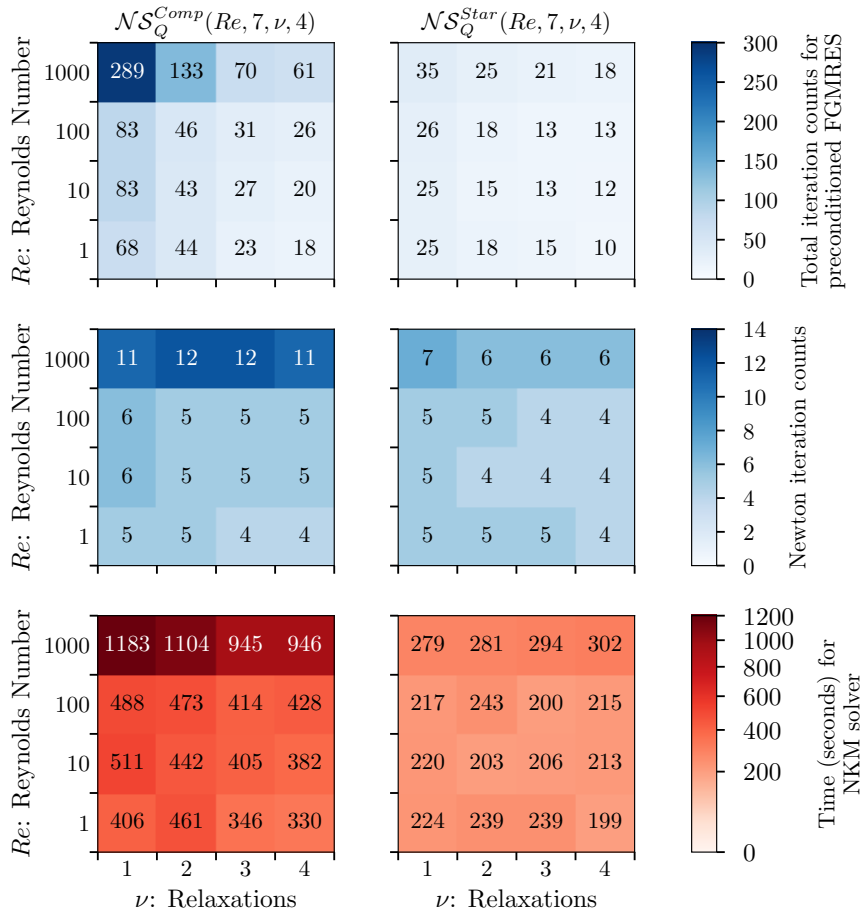 𝒩𝒮_Q^{Comp}(Re, 7, ν, 4)
𝒩𝒮_Q^{Star}(Re, 7, ν, 4)
Re: Reynolds Number
1000 289 133 70 61
100 83 46 31 26
10 83 43 27 20
1 68 44 23 18
35 25 21 18
26 18 13 13
25 15 13 12
25 18 15 10
300
250
200
150
100
50
0
Total iteration counts for
preconditioned FGMRES
Re: Reynolds Number
1000 11 12 12 11
100 6 5 5 5
10 6 5 5 5
1 5 5 4 4
7 6 6 6
5 5 4 4
5 4 4 4
5 5 5 4
14
12
10
8
6
4
2
0
Newton iteration counts
Re: Reynolds Number
1000 1183 1104 945 946
100 488 473 414 428
10 511 442 405 382
1 406 461 346 330
1 2 3 4
ν: Relaxations
279 281 294 302
217 243 200 215
220 203 206 213
224 239 239 199
1 2 3 4
ν: Relaxations
1200
1000
800
600
400
200
0
Time (seconds) for
NKM solver